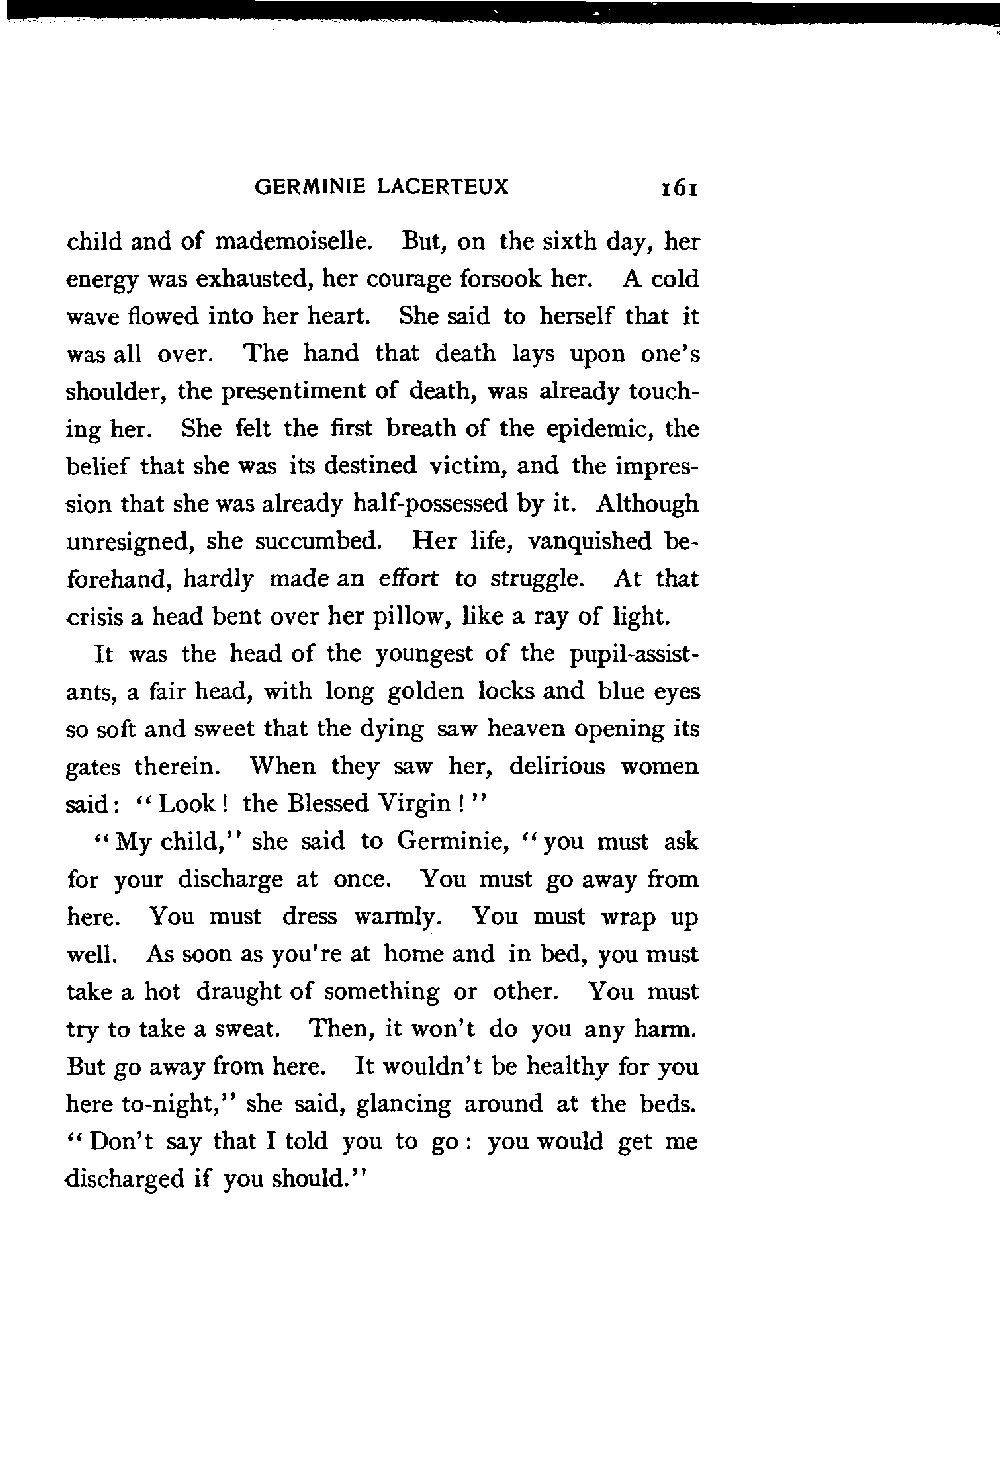 GERMINIE LACERTEUX 161
child and of mademoiselle. But, on the sixth day, her
energy was exhausted, her courage forsook her. A cold
wave flowed into her heart. She said to herself that it
was all over. The hand that death lays upon one's
shoulder, the presentiment of death, was already touch-
ing her. She felt the first breath of the epidemic, the
belief that she was its destined victim, and the impres-
sion that she was already half-possessed by it. Although
unresigned, she succumbed. Her life, vanquished be-
forehand, hardly made an effort to struggle. At that
crisis a head bent over her pillow, like a ray of light.
It was the head of the youngest of the pupil-assist-
ants, a fair head, with long golden locks and blue eyes
so soft and sweet that the dying saw heaven opening its
gates therein. When they saw her, delirious women
said: "Look! the Blessed Virgin!"
"My child," she said to Germinie, "you must ask
for your discharge at once. You must go away from
here. You must dress warmly. You must wrap up
well. As soon as you're at home and in bed, you must
take a hot draught of something or other. You must
try to take a sweat. Then, it won't do you any harm.
But go away from here. It wouldn't be healthy for you
here to-night," she said, glancing around at the beds.
"Don't say that I told you to go: you would get me
discharged if you should."